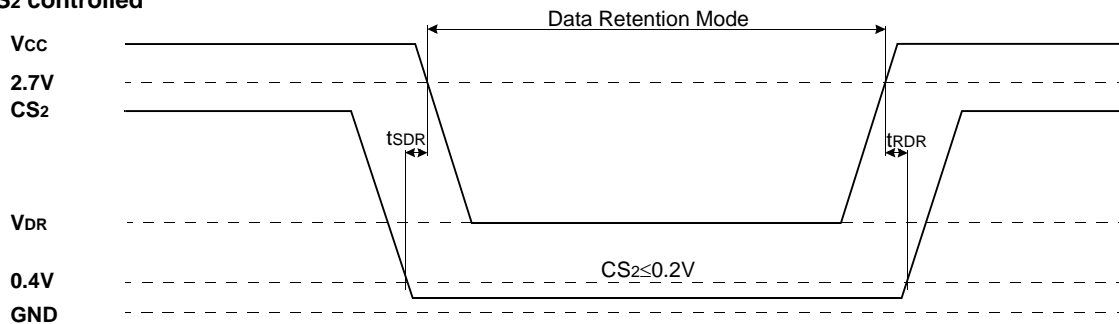 S2 controlled
Data Retention Mode
VCC
2.7V
CS2
tSDR
tRDR
VDR
0.4V
CS2≤0.2V
GND